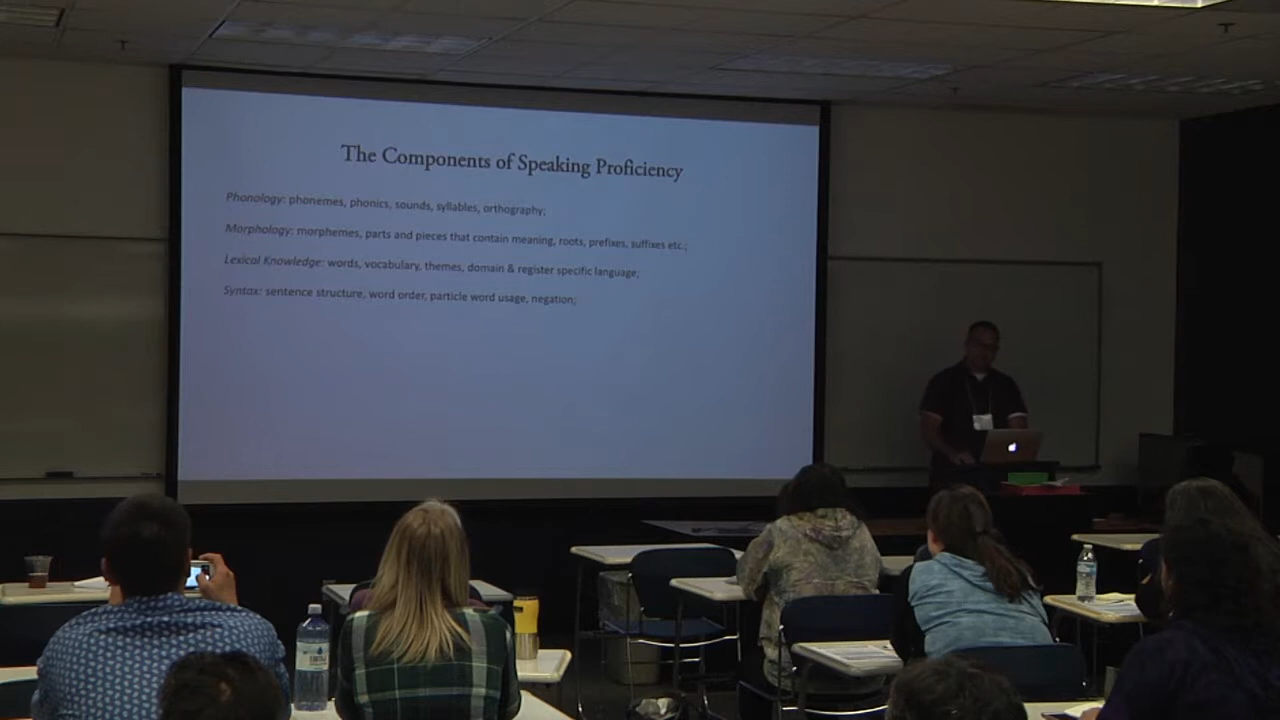 The Components of Speaking Proficiency
Phonology: phonemes, phonics, sounds, syllables, orthography;
Morphology: morphemes, parts and pieces that contain meaning, roots, prefixes, suffixes etc.;
Lexical Knowledge: words, vocabulary, themes, domain & register specific language;
Syntax: sentence structure, word order, particle word usage, negation;